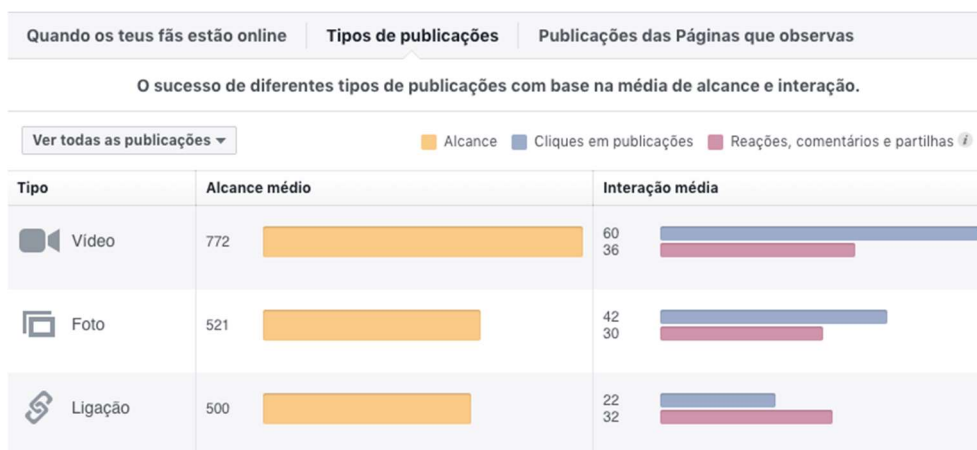 Quando os teus fãs estão online Tipos de publicações Publicações das Páginas que observas
O sucesso de diferentes tipos de publicações com base na média de alcance e interação.
Ver todas as publicações Alcance Cliques em publicações Reações, comentários e partilhas i
Tipo Alcance médio Interação média
Vídeo 772 60
36
Foto 521 42
30
Ligação 500 22
32